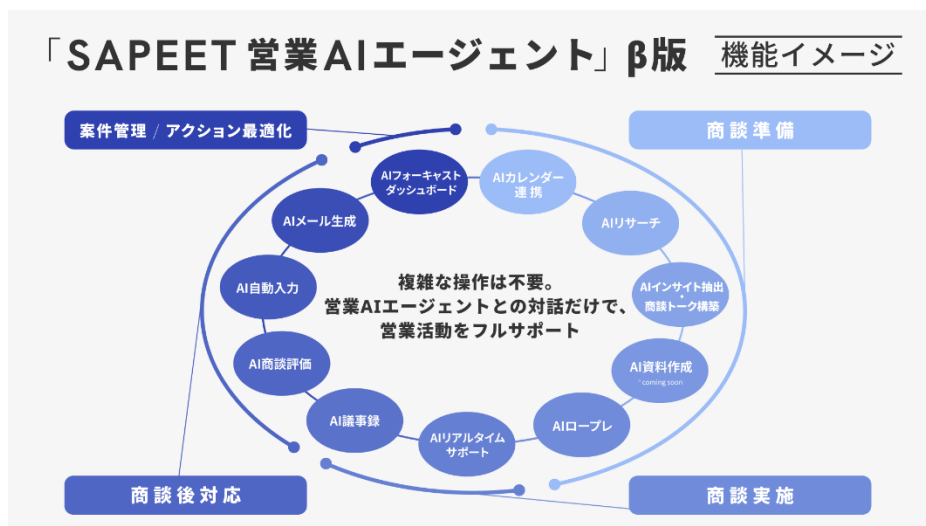 「SAPEET 営業AIエージェント」β版 機能イメージ
案件管理 / アクション最適化
商談準備
AIフォーキャスト
ダッシュボード
AIカレンダー
連携
AIメール生成
AIリサーチ
AI自動入力
複雑な操作は不要。
営業AIエージェントとの対話だけで、
営業活動をフルサポート
AIインサイト抽出
・
商談トーク構築
AI商談評価
AI資料作成
* coming soon
AI議事録
AIリアルタイム
サポート
AIロープレ
商談後対応
商談実施